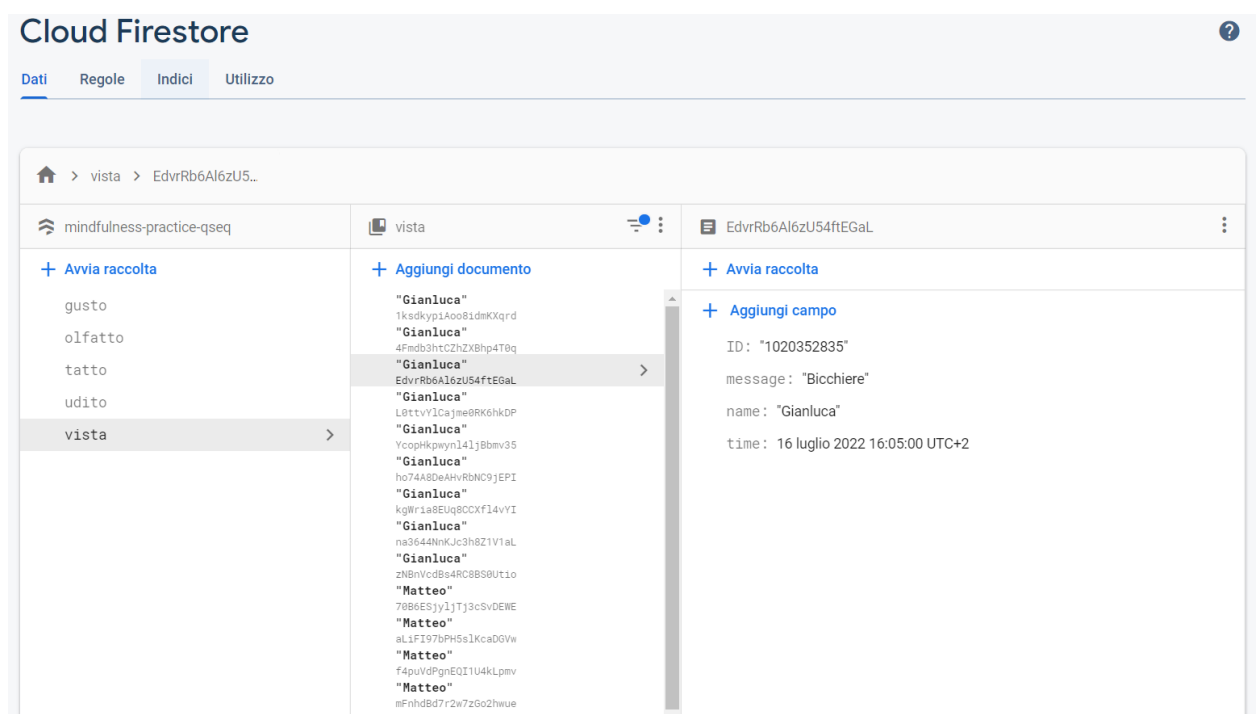 Cloud Firestore
Dati Regole Indici Utilizzo
vista EdvrRb6Al6zU5...
mindfulness-practice-qseq
Avvia raccolta
gusto
olfatto
tatto
udito
vista
vista
Aggiungi documento
"Gianluca"
1ksdkypiAoo8idmKXqrd
"Gianluca"
4Fmdb3htCZhZXBhp4T0q
"Gianluca"
EdvrRb6Al6zU54ftEGaL
"Gianluca"
L0ttvYlCajme0RK6hkDP
"Gianluca"
YcopHkpwynl4ljBbmv35
"Gianluca"
ho74A8DeAHvRbNC9jEPI
"Gianluca"
kgWria8EUq8CCXfl4vYI
"Gianluca"
na3644NnKJc3h8Z1V1aL
"Gianluca"
zNBnVcdBs4RC8BS0Utio
"Matteo"
70B6ESjyljTj3cSvDEWE
"Matteo"
aLiFI97bPH5slKcaDGVw
"Matteo"
f4puVdPgnEQI1U4kLpmv
"Matteo"
mFnhdBd7r2w7zGo2hwue
EdvrRb6Al6zU54ftEGaL
Avvia raccolta
Aggiungi campo
ID: "1020352835"
message: "Bicchiere"
name: "Gianluca"
time: 16 luglio 2022 16:05:00 UTC+2